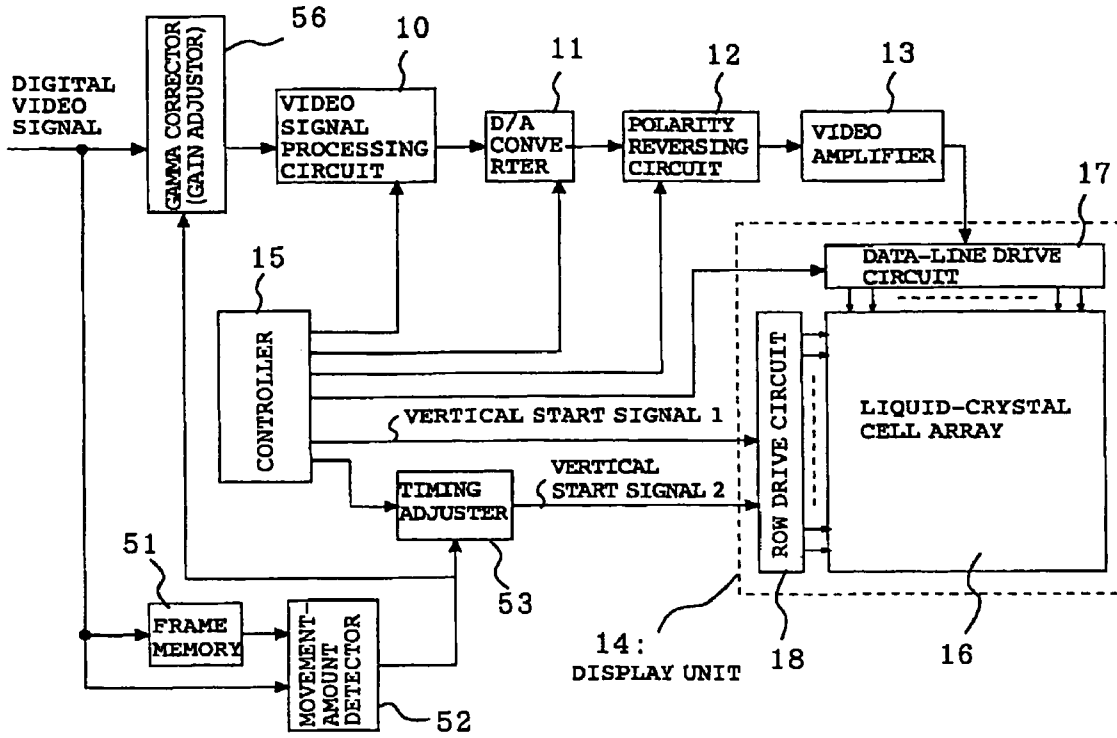 56
10
11
12
13
DIGITAL
VIDEO
SIGNAL
GAMMA CORRECTOR
(GAIN ADJUSTOR)
VIDEO
SIGNAL
PROCESSING
CIRCUIT
D/A
CONVE
RTER
POLARITY
REVERSING
CIRCUIT
VIDEO
AMPLIFIER
17
DATA-LINE DRIVE
CIRCUIT
15
CONTROLLER
ROW DRIVE CIRCUIT
LIQUID-CRYSTAL
CELL ARRAY
VERTICAL START SIGNAL 1
VERTICAL
START SIGNAL 2
TIMING
ADJUSTER
53
51
FRAME
MEMORY
MOVEMENT-
AMOUNT
DETECTOR
52
14:
DISPLAY UNIT
18
16